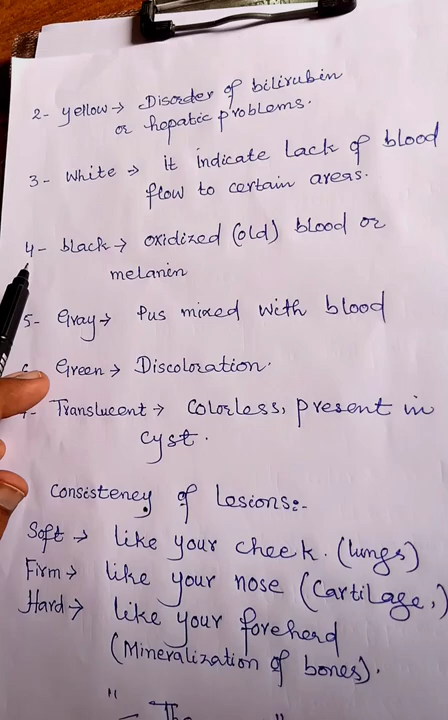 2- yellow → Disorder of bilirubin
or hepatic problems.
3- White → it indicate Lack of blood
flow to certain areas.
4- black → oxidized (old) blood or
melanin
5- Gray → Pus mixed with blood
Green → Discoloration.
Translucent → Colorless, present in
cyst.
Consistency of Lesions:-
Soft → like your cheek. (lungs)
Firm → like your nose (Cartilage,)
Hard → like your foreherd
(Mineralization of bones).